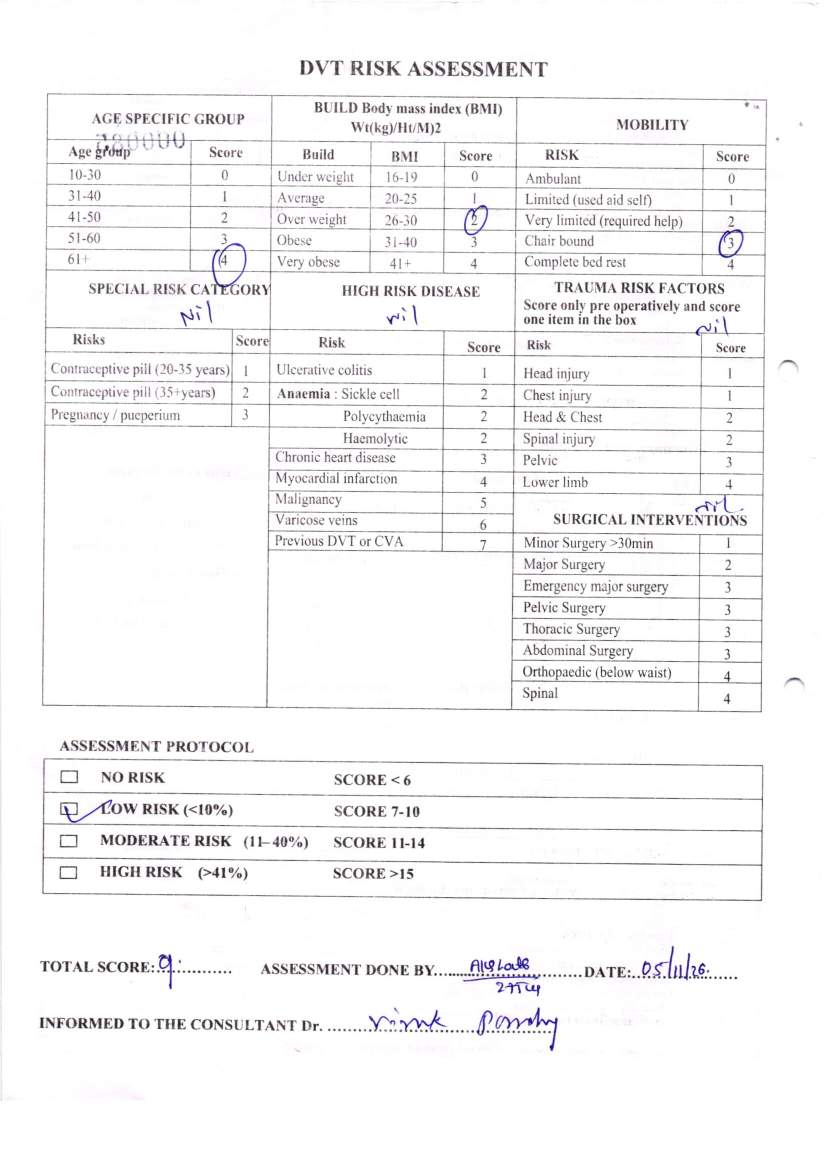 DVT RISK ASSESSMENT
AGE SPECIFIC GROUP
BUILD Body mass index (BMI)
Wt(kg)/Ht/M)2
MOBILITY
Age group Score Build BMI Score RISK Score
10-30 0 Under weight 16-19 0 Ambulant 0
31-40 1 Average 20-25 1 Limited (used aid self) 1
41-50 2 Over weight 26-30 2 Very limited (required help) 2
51-60 3 Obese 31-40 3 Chair bound 3
61+ 4 Very obese 41+ 4 Complete bed rest 4
SPECIAL RISK CATEGORY
Nil
HIGH RISK DISEASE
nil
TRAUMA RISK FACTORS
Score only pre operatively and score
one item in the box
nil
Risks Score Risk Score Risk Score
Contraceptive pill (20-35 years) 1 Ulcerative colitis 1 Head injury 1
Contraceptive pill (35+years) 2 Anaemia : Sickle cell 2 Chest injury 1
Pregnancy / pueperium 3 Polycythaemia 2 Head & Chest 2
Haemolytic 2 Spinal injury 2
Chronic heart disease 3 Pelvic 3
Myocardial infarction 4 Lower limb 4
Malignancy 5 nil
Varicose veins 6 SURGICAL INTERVENTIONS
Previous DVT or CVA 7 Minor Surgery >30min 1
Major Surgery 2
Emergency major surgery 3
Pelvic Surgery 3
Thoracic Surgery 3
Abdominal Surgery 3
Orthopaedic (below waist) 4
Spinal 4
ASSESSMENT PROTOCOL
NO RISK SCORE < 6
LOW RISK (<10%) SCORE 7-10
MODERATE RISK (11-40%) SCORE 11-14
HIGH RISK (>41%) SCORE >15
TOTAL SCORE: 9 ASSESSMENT DONE BY DATE: 05/11/26
INFORMED TO THE CONSULTANT Dr.